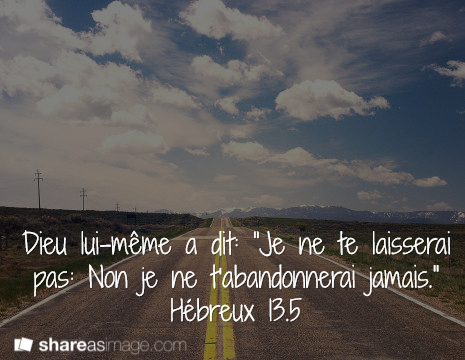 Dieu lui-même a dit: "Je ne te laisserai
pas: Non je ne t'abandonnerai jamais."
Hébreux 13.5
shareasimage.com